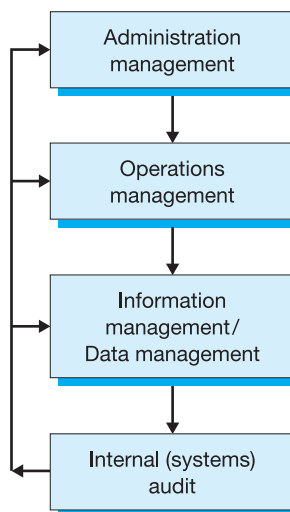 Administration
management
Operations
management
Information
management/
Data management
Internal (systems)
audit